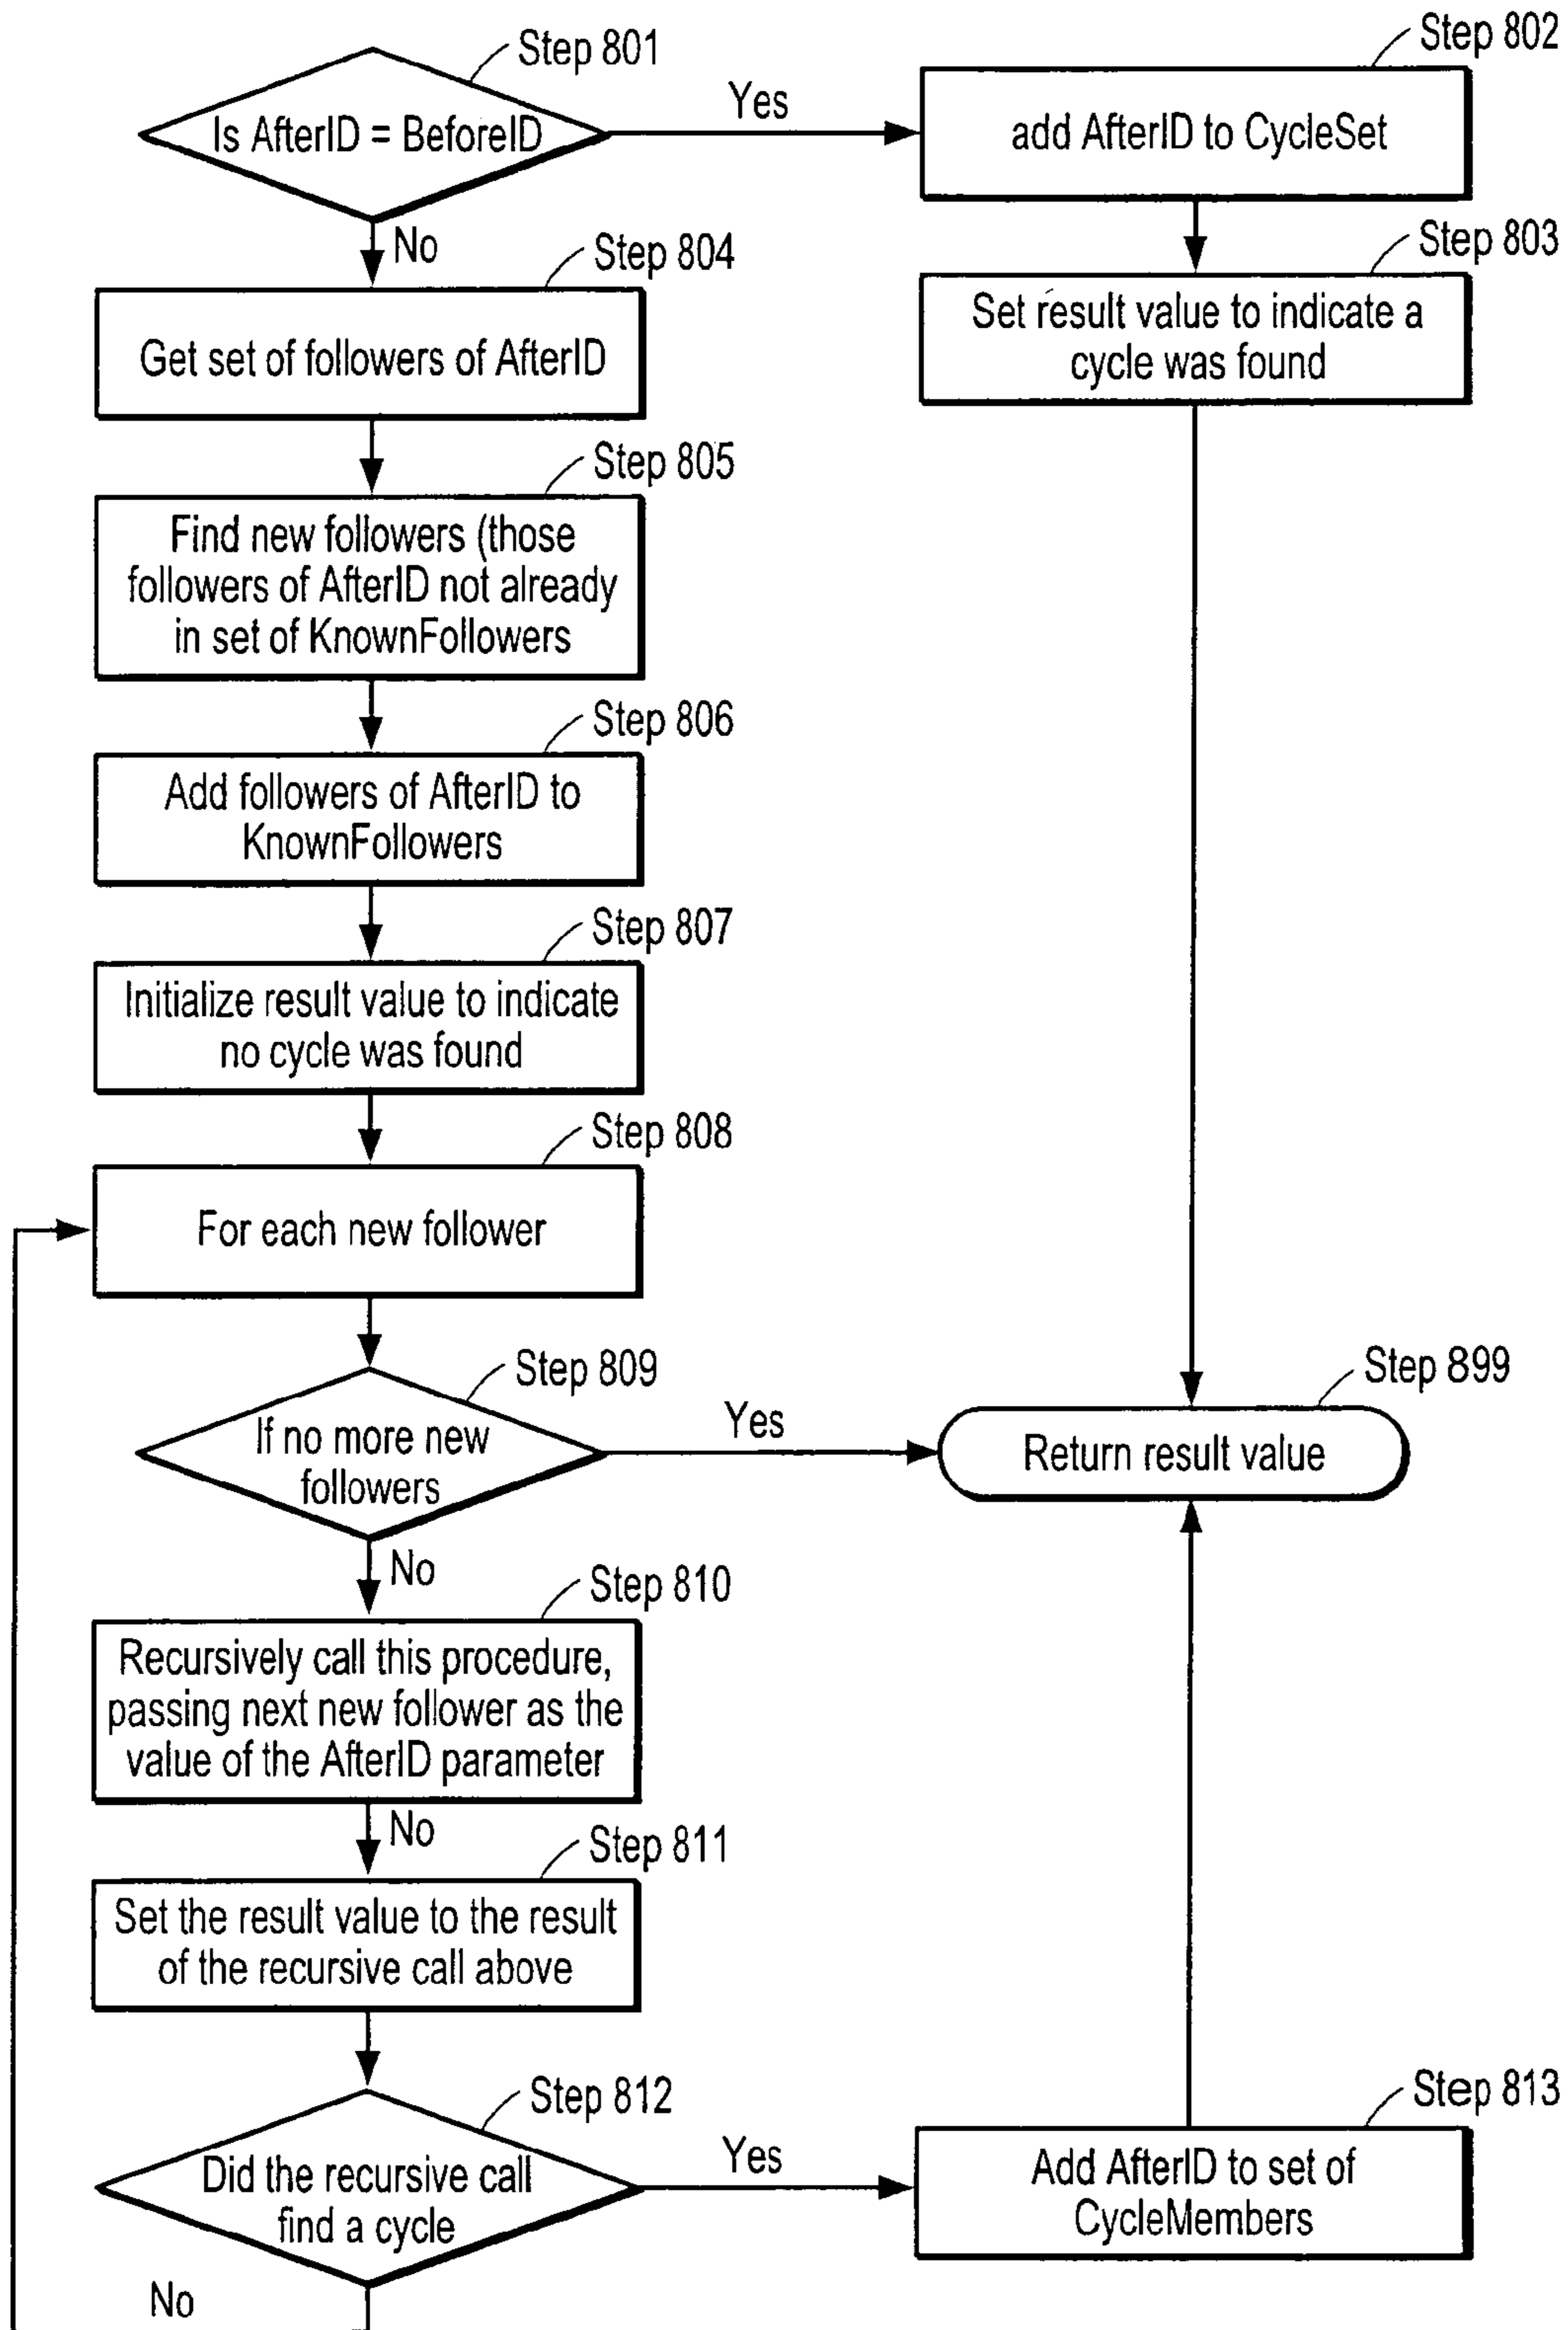 Step 801
Is AfterID = BeforeID
Yes
Step 802
add AfterID to CycleSet
No
Step 803
Set result value to indicate a
cycle was found
Step 804
Get set of followers of AfterID
Step 805
Find new followers (those
followers of AfterID not already
in set of KnownFollowers
Step 806
Add followers of AfterID to
KnownFollowers
Step 807
Initialize result value to indicate
no cycle was found
Step 808
For each new follower
Step 809
If no more new
followers
Yes
Step 899
Return result value
No
Step 810
Recursively call this procedure,
passing next new follower as the
value of the AfterID parameter
No
Step 811
Set the result value to the result
of the recursive call above
Step 812
Did the recursive call
find a cycle
Yes
Step 813
Add AfterID to set of
CycleMembers
No